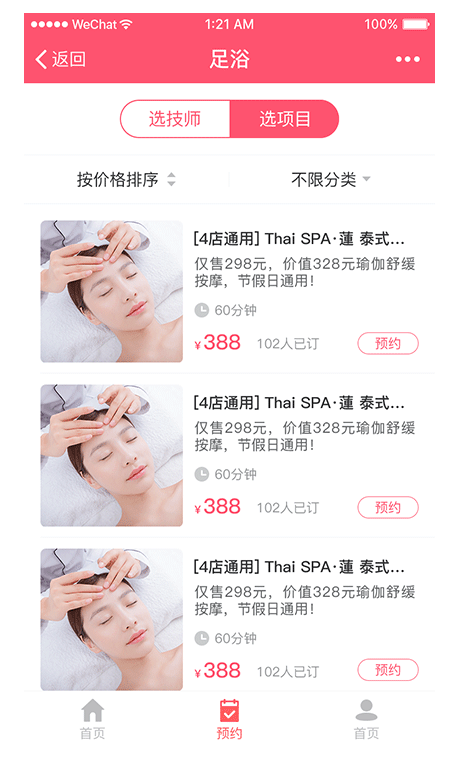 WeChat 1:21 AM 100%
返回 足浴
选技师 选项目
按价格排序 不限分类
[4店通用] Thai SPA·蓮 泰式...
仅售298元，价值328元瑜伽舒缓
按摩，节假日通用！
60分钟
¥388 102人已订 预约
[4店通用] Thai SPA·蓮 泰式...
仅售298元，价值328元瑜伽舒缓
按摩，节假日通用！
60分钟
¥388 102人已订 预约
[4店通用] Thai SPA·蓮 泰式...
仅售298元，价值328元瑜伽舒缓
按摩，节假日通用！
60分钟
¥388 102人已订 预约
首页 预约 首页